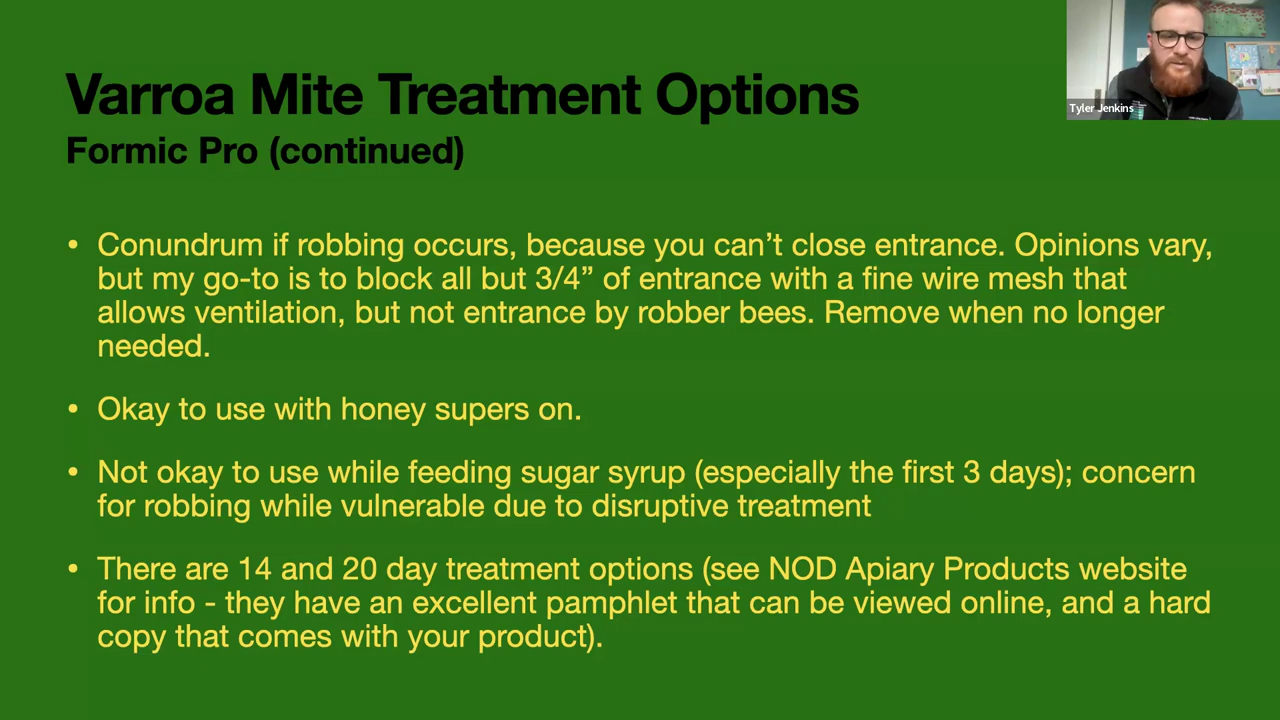 Varroa Mite Treatment Options
Formic Pro (continued)
Tyler Jenkins
• Conundrum if robbing occurs, because you can’t close entrance. Opinions vary,
but my go-to is to block all but 3/4” of entrance with a fine wire mesh that
allows ventilation, but not entrance by robber bees. Remove when no longer
needed.
• Okay to use with honey supers on.
• Not okay to use while feeding sugar syrup (especially the first 3 days); concern
for robbing while vulnerable due to disruptive treatment
• There are 14 and 20 day treatment options (see NOD Apiary Products website
for info - they have an excellent pamphlet that can be viewed online, and a hard
copy that comes with your product).